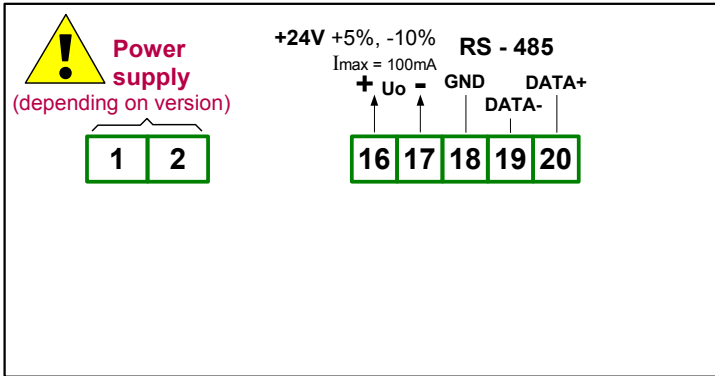 !
Power
supply
(depending on version)
1 2
+24V +5%, -10%
Imax = 100mA
+ Uo -
RS - 485
GND
DATA-
DATA+
16 17 18 19 20